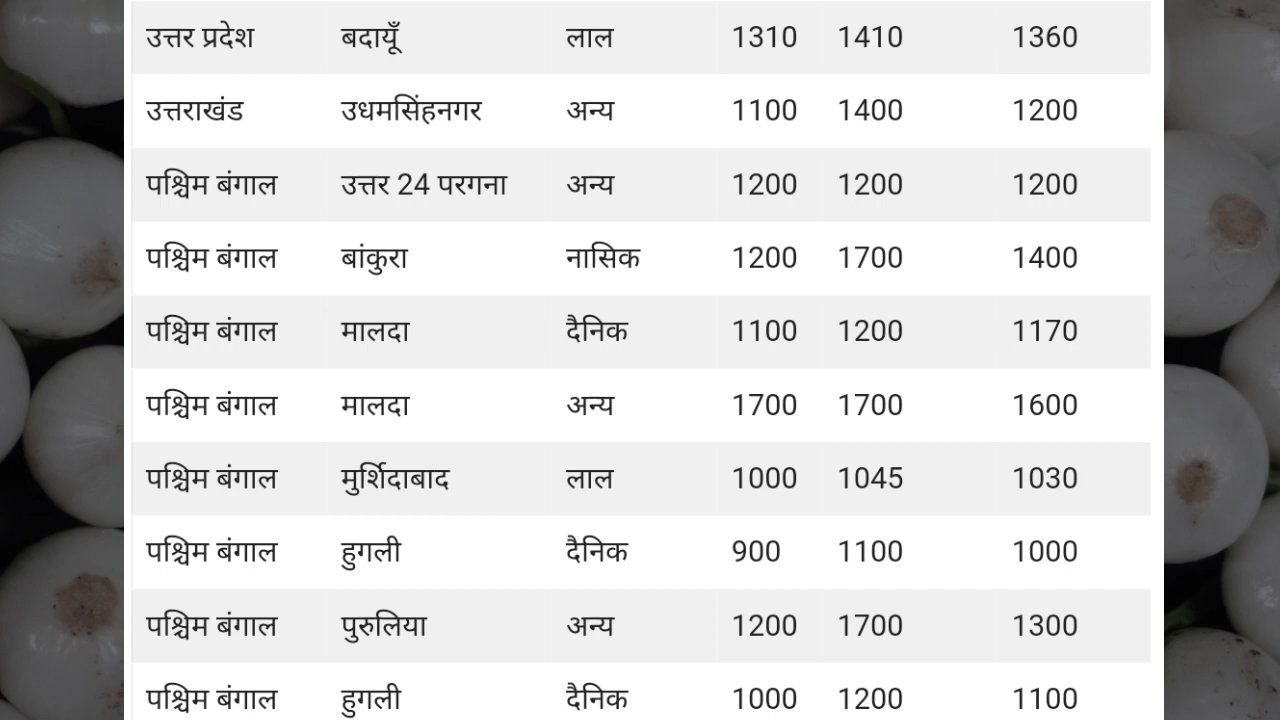 उत्तर प्रदेश बदायूँ लाल 1310 1410 1360
उत्तराखंड उधमसिंहनगर अन्य 1100 1400 1200
पश्चिम बंगाल उत्तर 24 परगना अन्य 1200 1200 1200
पश्चिम बंगाल बांकुरा नासिक 1200 1700 1400
पश्चिम बंगाल मालदा दैनिक 1100 1200 1170
पश्चिम बंगाल मालदा अन्य 1700 1700 1600
पश्चिम बंगाल मुर्शिदाबाद लाल 1000 1045 1030
पश्चिम बंगाल हुगली दैनिक 900 1100 1000
पश्चिम बंगाल पुरुलिया अन्य 1200 1700 1300
पश्चिम बंगाल हुगली दैनिक 1000 1200 1100